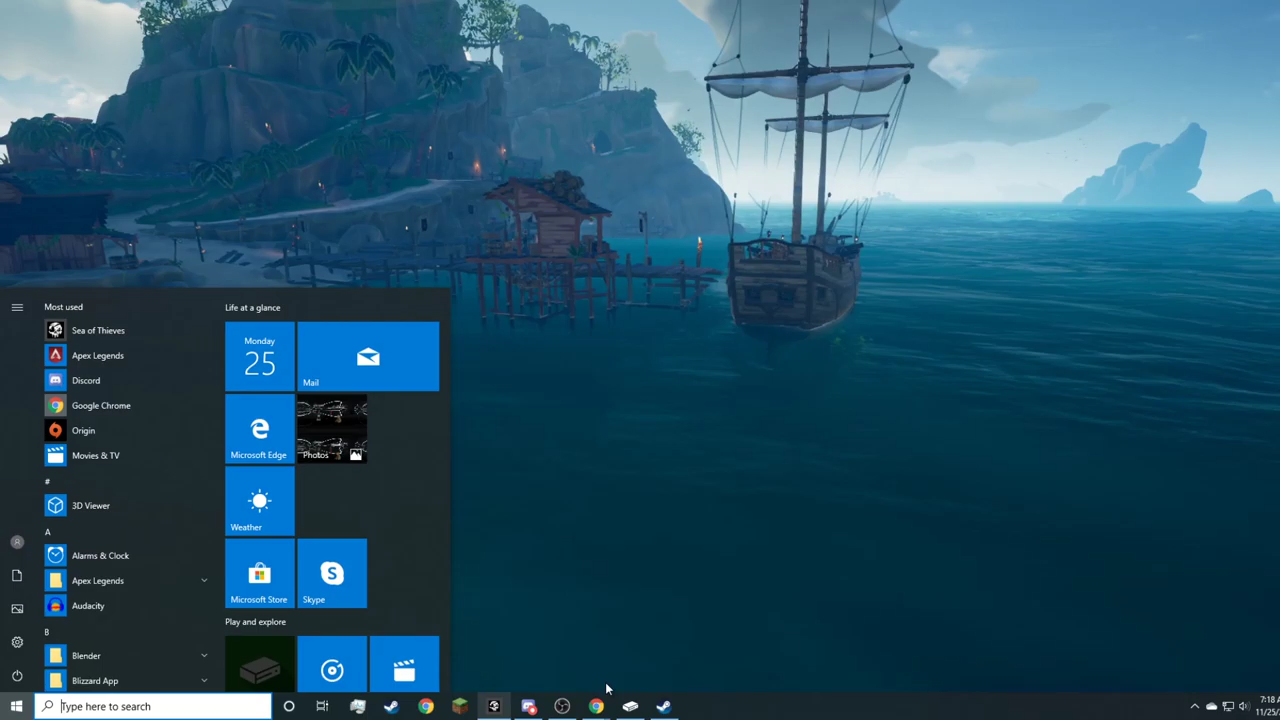 Most used
Sea of Thieves
Apex Legends
Discord
Google Chrome
Origin
Movies & TV
#
3D Viewer
A
Alarms & Clock
Apex Legends
Audacity
B
Blender
Blizzard App
Life at a glance
Monday
25
Mail
Microsoft Edge
Photos
Weather
Microsoft Store
Skype
Play and explore
Type here to search
7:18 A
11/25/